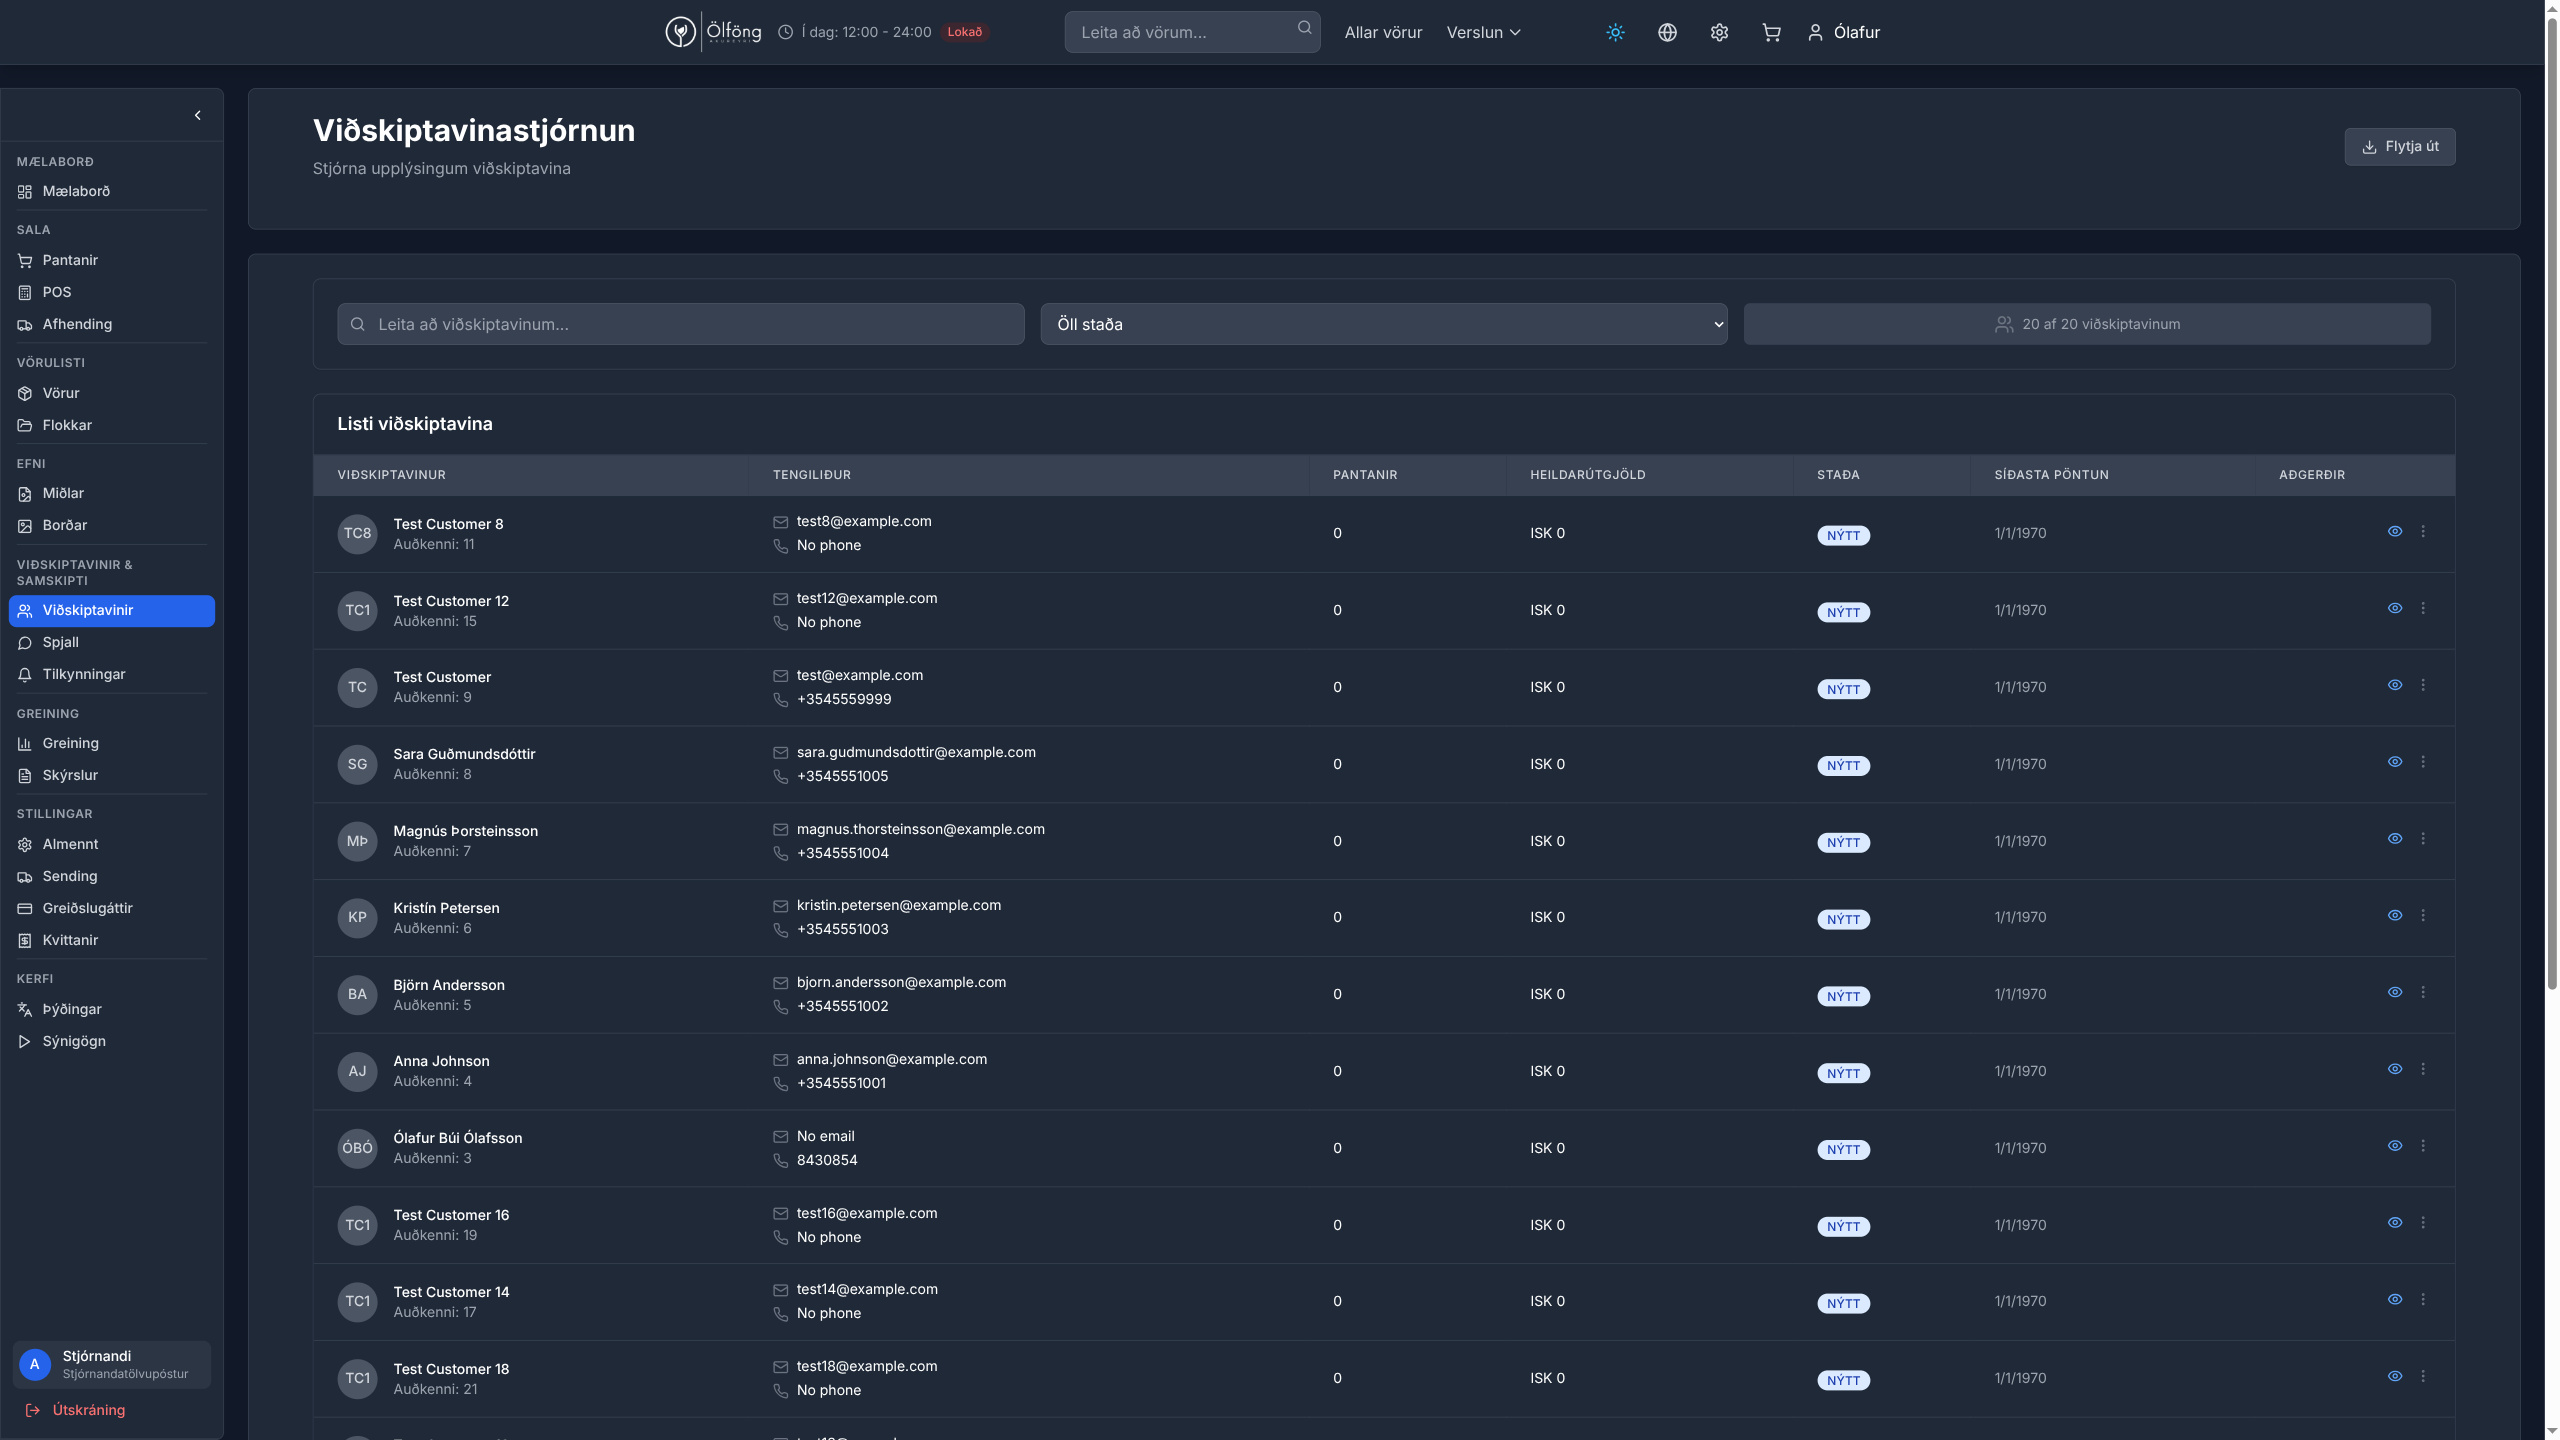 Ölföng
AKUREYRI
Í dag: 12:00 - 24:00
Lokað
Leita að vörum...
Allar vörur
Verslun
Ólafur
MÆLABORÐ
Mælaborð
SALA
Pantanir
POS
Afhending
VÖRULISTI
Vörur
Flokkar
EFNI
Miðlar
Borðar
VIÐSKIPTAVINIR &
SAMSKIPTI
Viðskiptavinir
Spjall
Tilkynningar
GREINING
Greining
Skýrslur
STILLINGAR
Almennt
Sending
Greiðslugáttir
Kvittanir
KERFI
Þýðingar
Sýnigögn
A
Stjórnandi
Stjórnandatölvupóstur
Útskráning
Viðskiptavinastjórnun
Stjórna upplýsingum viðskiptavina
Flytja út
Leita að viðskiptavinum...
Öll staða
20 af 20 viðskiptavinum
Listi viðskiptavina
VIÐSKIPTAVINUR TENGILIÐUR PANTANIR HEILDARÚTGJÖLD STAÐA SÍÐASTA PÖNTUN AÐGERÐIR
TC8 Test Customer 8 Auðkenni: 11 test8@example.com No phone 0 ISK 0 NÝTT 1/1/1970
TC1 Test Customer 12 Auðkenni: 15 test12@example.com No phone 0 ISK 0 NÝTT 1/1/1970
TC Test Customer Auðkenni: 9 test@example.com +3545559999 0 ISK 0 NÝTT 1/1/1970
SG Sara Guðmundsdóttir Auðkenni: 8 sara.gudmundsdottir@example.com +3545551005 0 ISK 0 NÝTT 1/1/1970
MÞ Magnús Þorsteinsson Auðkenni: 7 magnus.thorsteinsson@example.com +3545551004 0 ISK 0 NÝTT 1/1/1970
KP Kristín Petersen Auðkenni: 6 kristin.petersen@example.com +3545551003 0 ISK 0 NÝTT 1/1/1970
BA Björn Andersson Auðkenni: 5 bjorn.andersson@example.com +3545551002 0 ISK 0 NÝTT 1/1/1970
AJ Anna Johnson Auðkenni: 4 anna.johnson@example.com +3545551001 0 ISK 0 NÝTT 1/1/1970
ÓBÓ Ólafur Búi Ólafsson Auðkenni: 3 No email 8430854 0 ISK 0 NÝTT 1/1/1970
TC1 Test Customer 16 Auðkenni: 19 test16@example.com No phone 0 ISK 0 NÝTT 1/1/1970
TC1 Test Customer 14 Auðkenni: 17 test14@example.com No phone 0 ISK 0 NÝTT 1/1/1970
TC1 Test Customer 18 Auðkenni: 21 test18@example.com No phone 0 ISK 0 NÝTT 1/1/1970